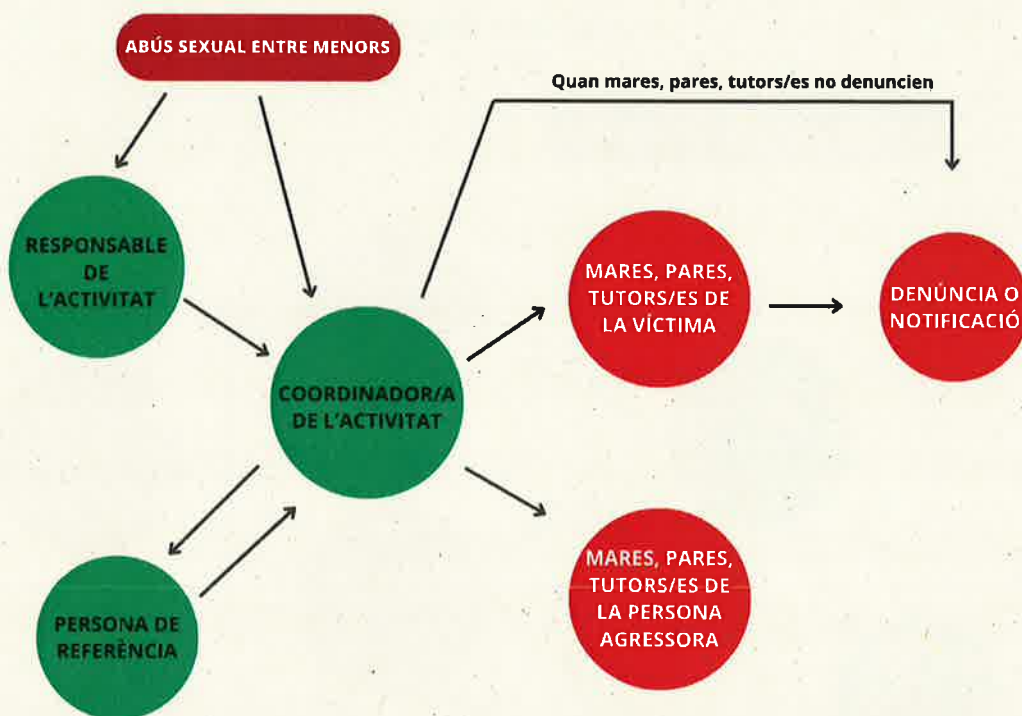 ABÚS SEXUAL ENTRE MENORS
Quan mares, pares, tutors/es no denuncien
RESPONSABLE
DE
L'ACTIVITAT
MARES, PARES,
TUTORS/ES DE
LA VÍCTIMA
DENÚNCIA O
NOTIFICACIÓ
COORDINADOR/A
DE L'ACTIVITAT
MARES, PARES,
TUTORS/ES DE
LA PERSONA
AGRESSORA
PERSONA DE
REFERÈNCIA